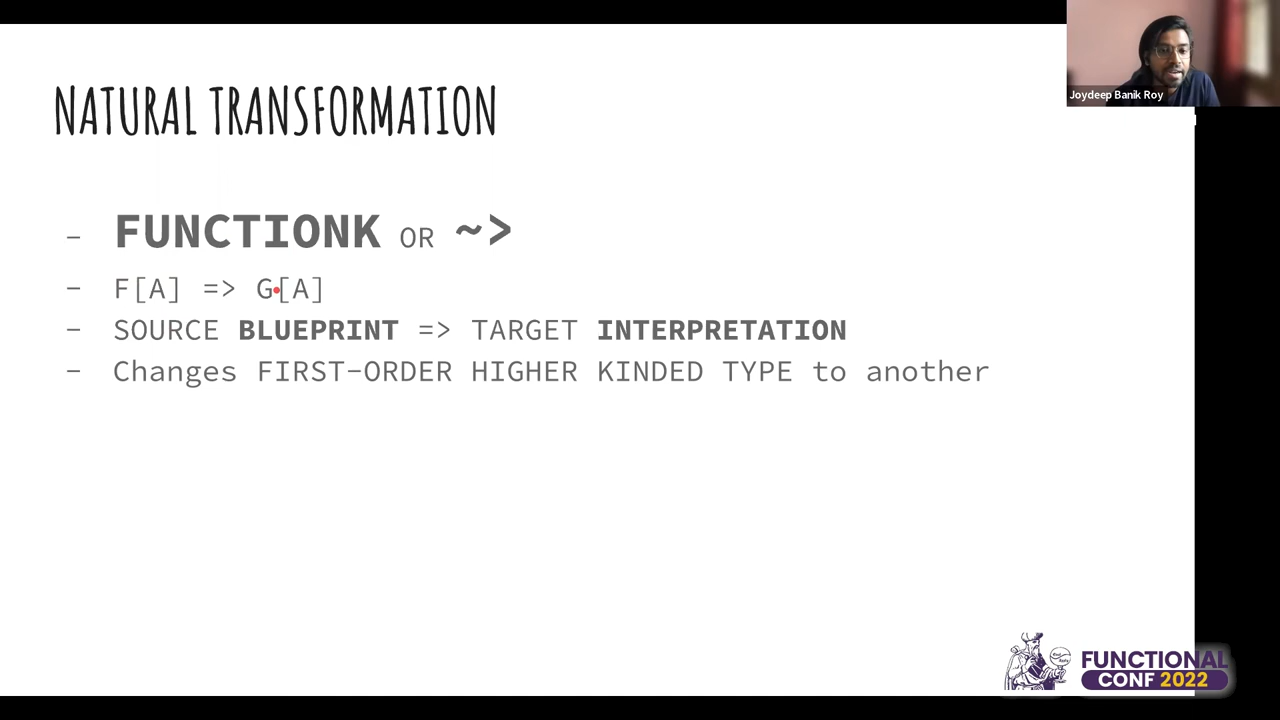 Joydeep Banik Roy
NATURAL TRANSFORMATION
- FUNCTIONK OR ~>
- F[A] => G[A]
- SOURCE BLUEPRINT => TARGET INTERPRETATION
- Changes FIRST-ORDER HIGHER KINDED TYPE to another
FUNCTIONAL
CONF 2022